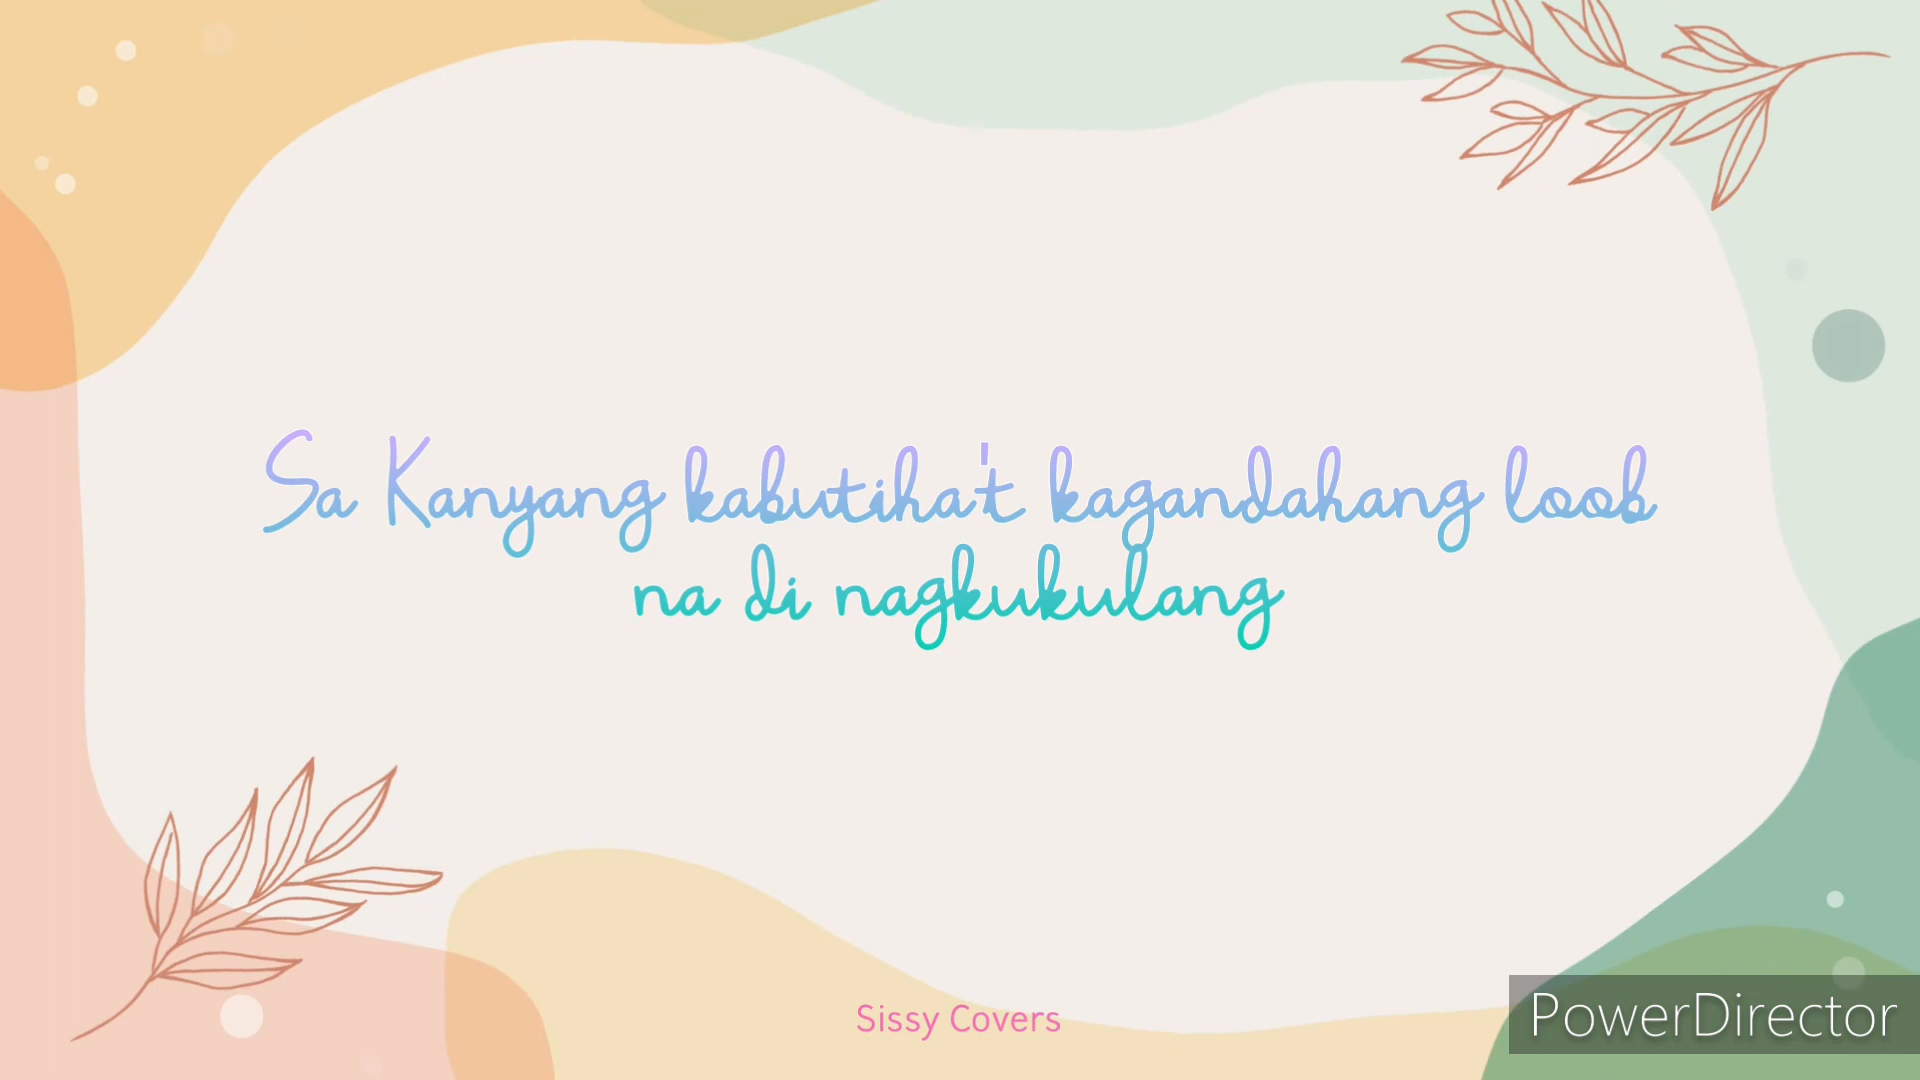 Sa Kanyang kabutiha't kagandahang loob
na di nagkukulang
Sissy Covers
PowerDirector